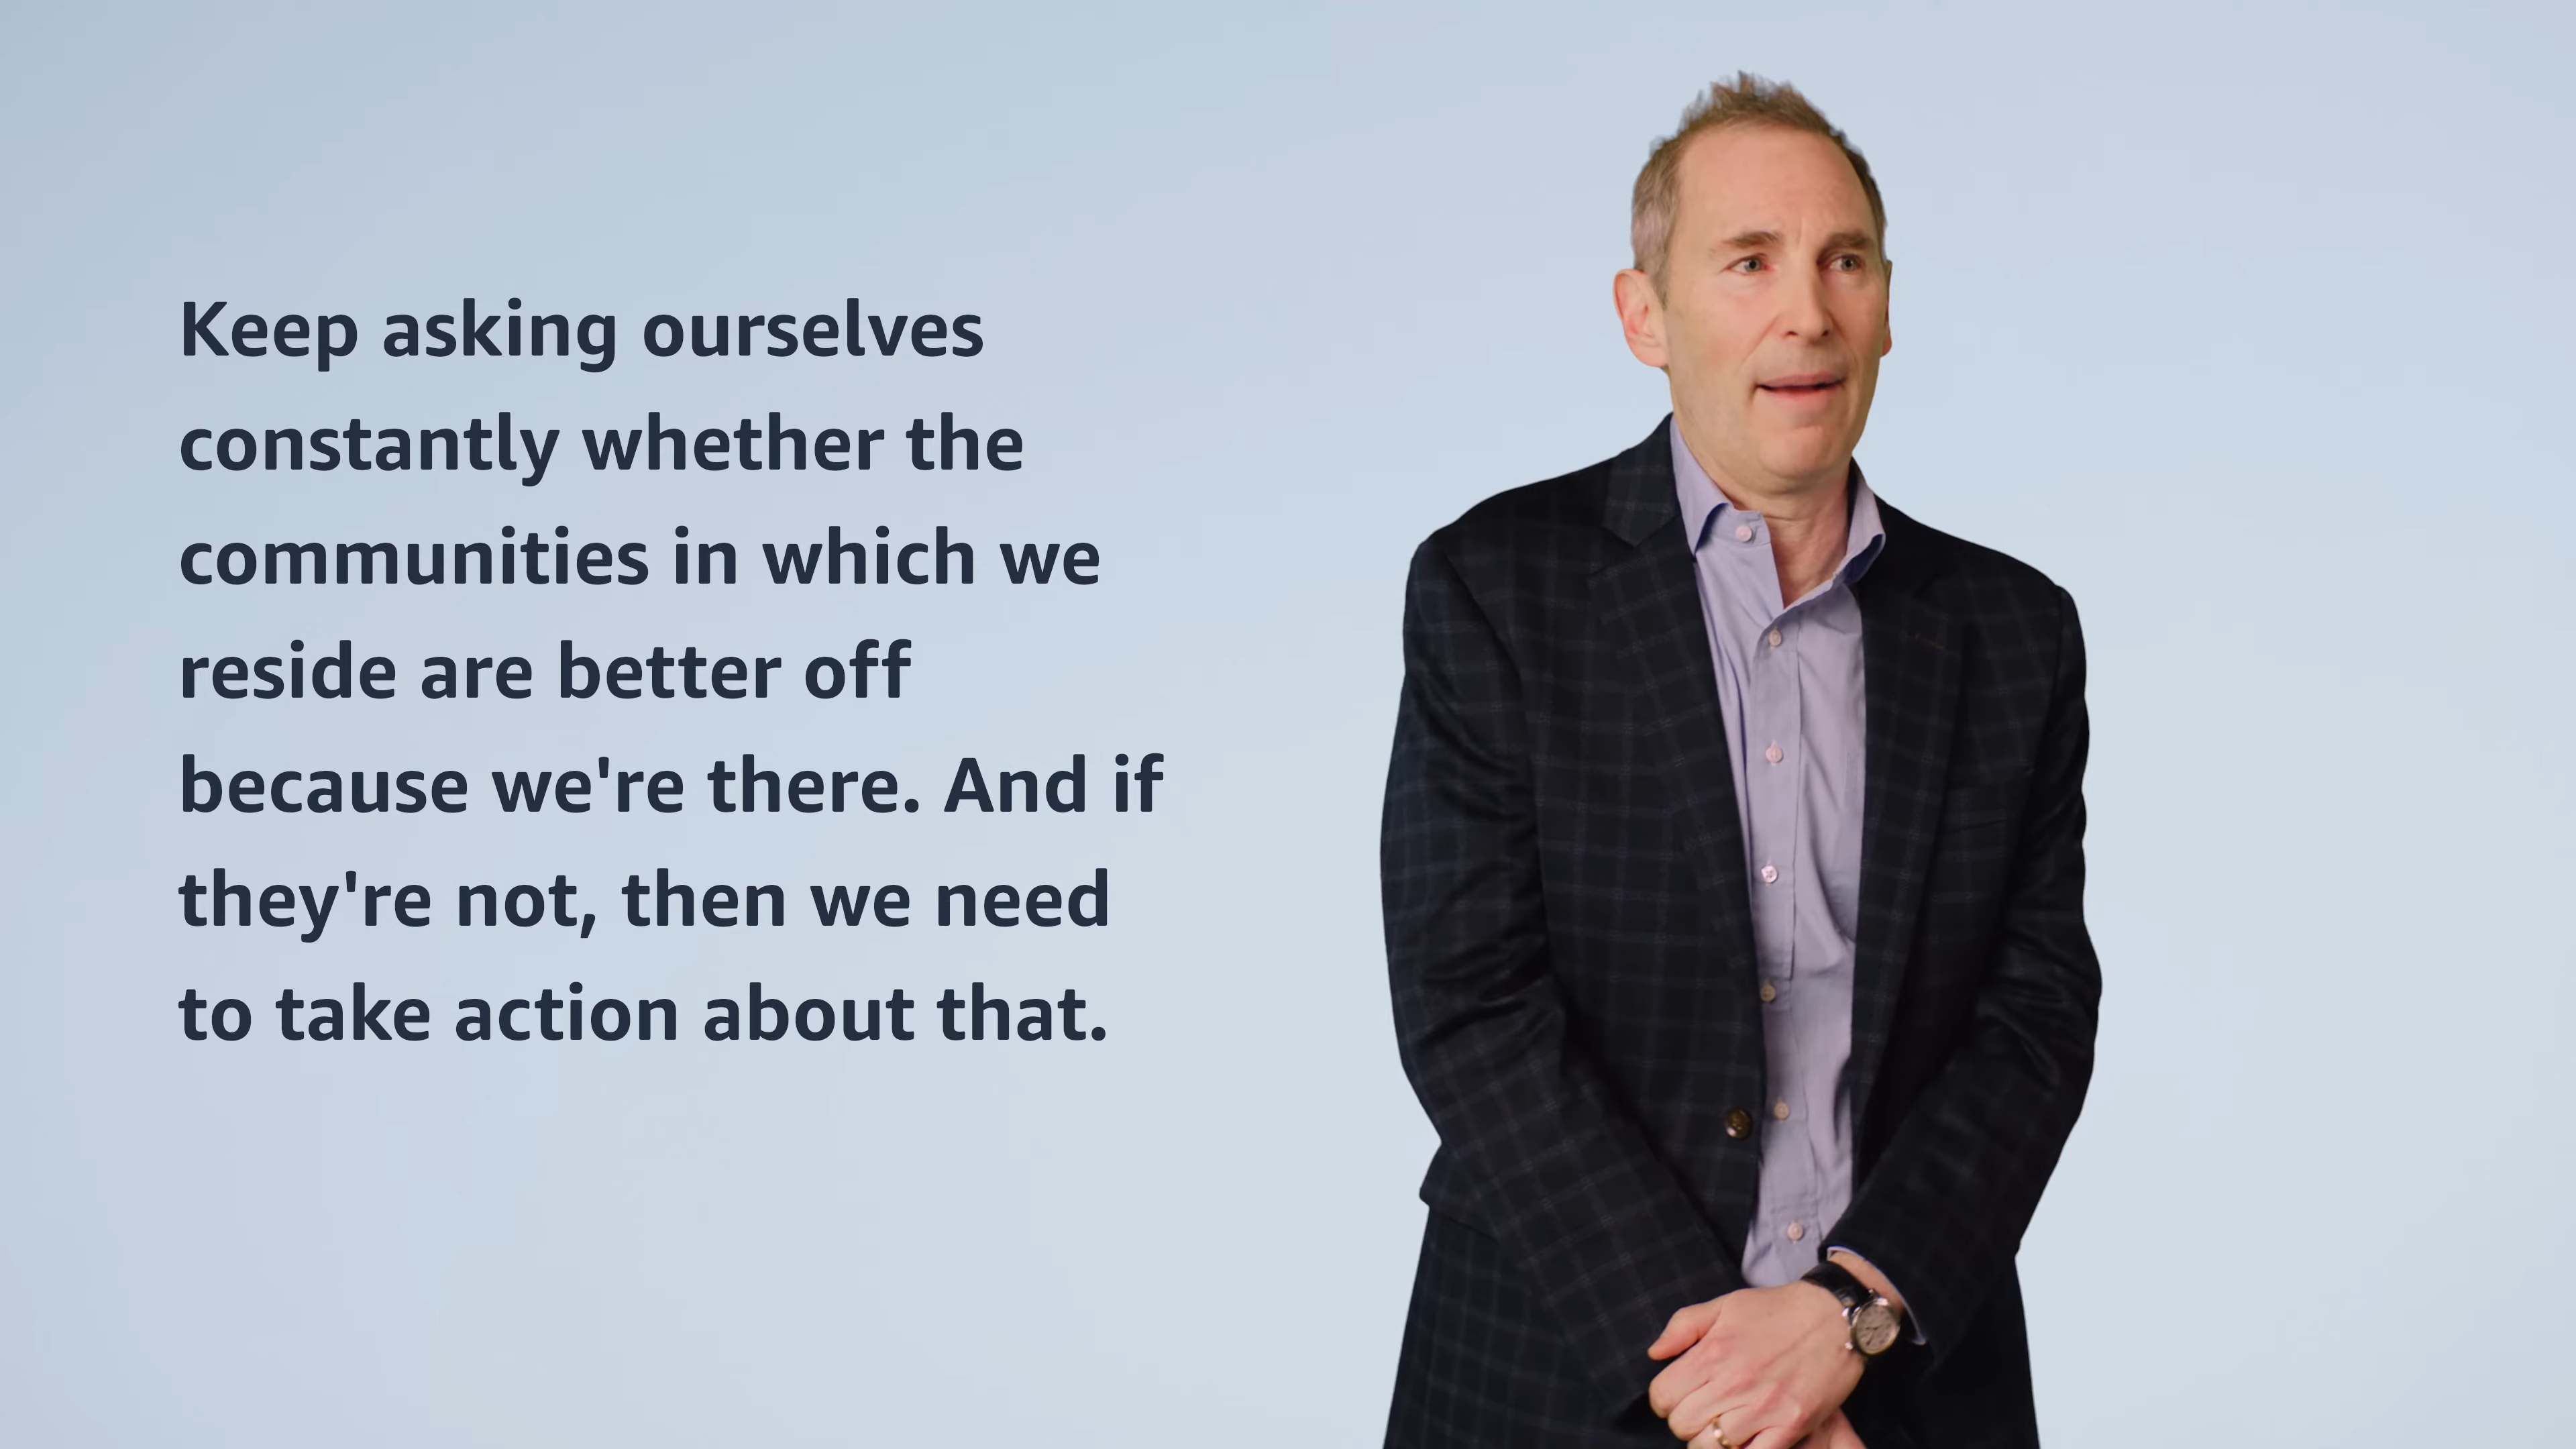 Keep asking ourselves
constantly whether the
communities in which we
reside are better off
because we're there. And if
they're not, then we need
to take action about that.